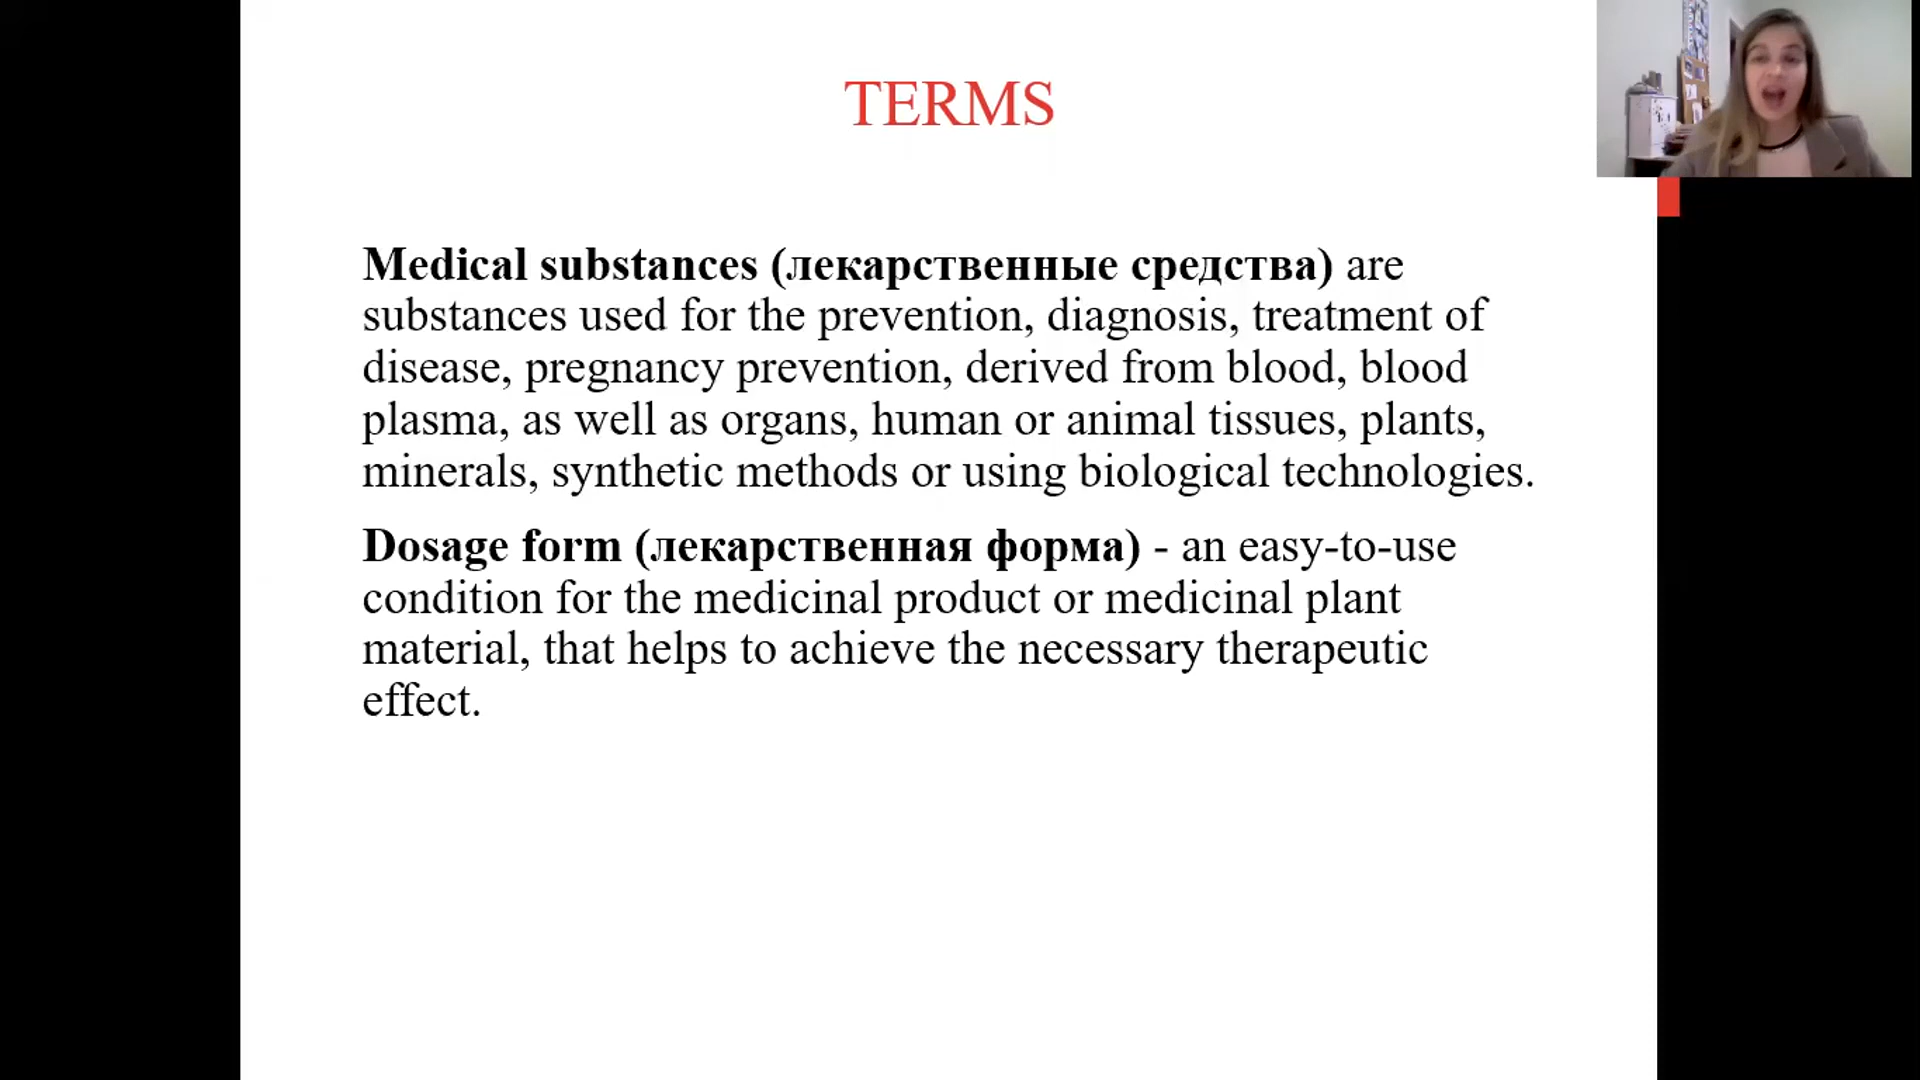 TERMS
Medical substances (лекарственные средства) are
substances used for the prevention, diagnosis, treatment of
disease, pregnancy prevention, derived from blood, blood
plasma, as well as organs, human or animal tissues, plants,
minerals, synthetic methods or using biological technologies.
Dosage form (лекарственная форма) - an easy-to-use
condition for the medicinal product or medicinal plant
material, that helps to achieve the necessary therapeutic
effect.